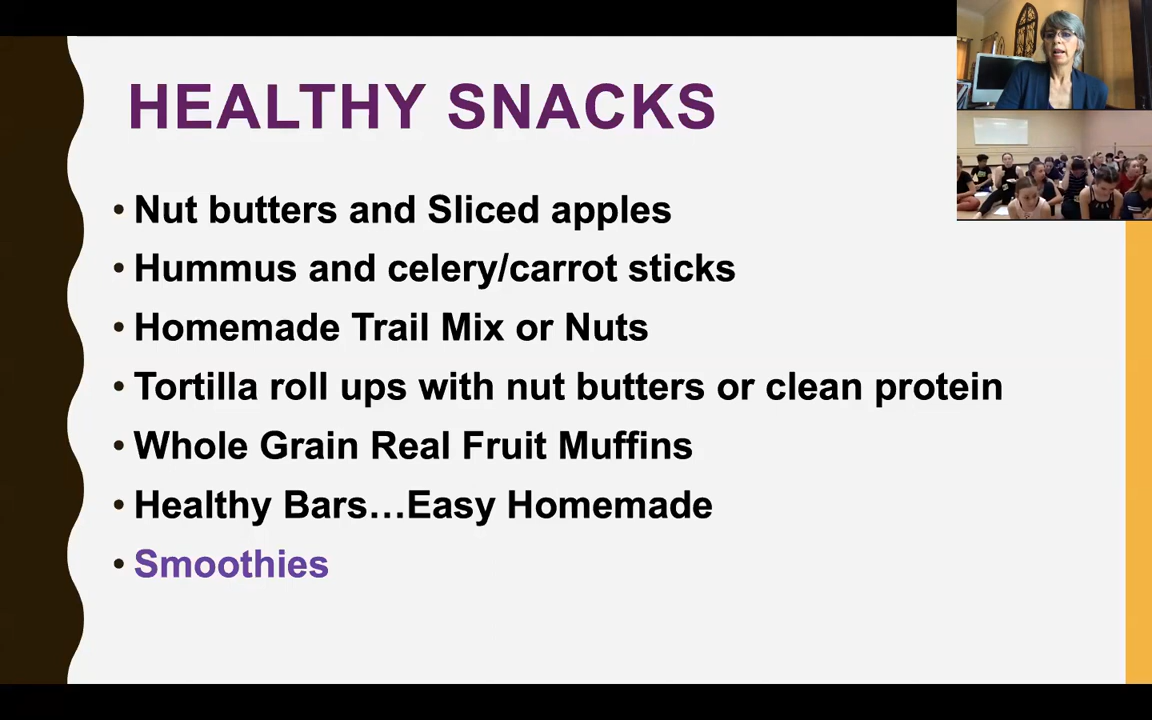 HEALTHY SNACKS
• Nut butters and Sliced apples
• Hummus and celery/carrot sticks
• Homemade Trail Mix or Nuts
• Tortilla roll ups with nut butters or clean protein
• Whole Grain Real Fruit Muffins
• Healthy Bars…Easy Homemade
• Smoothies